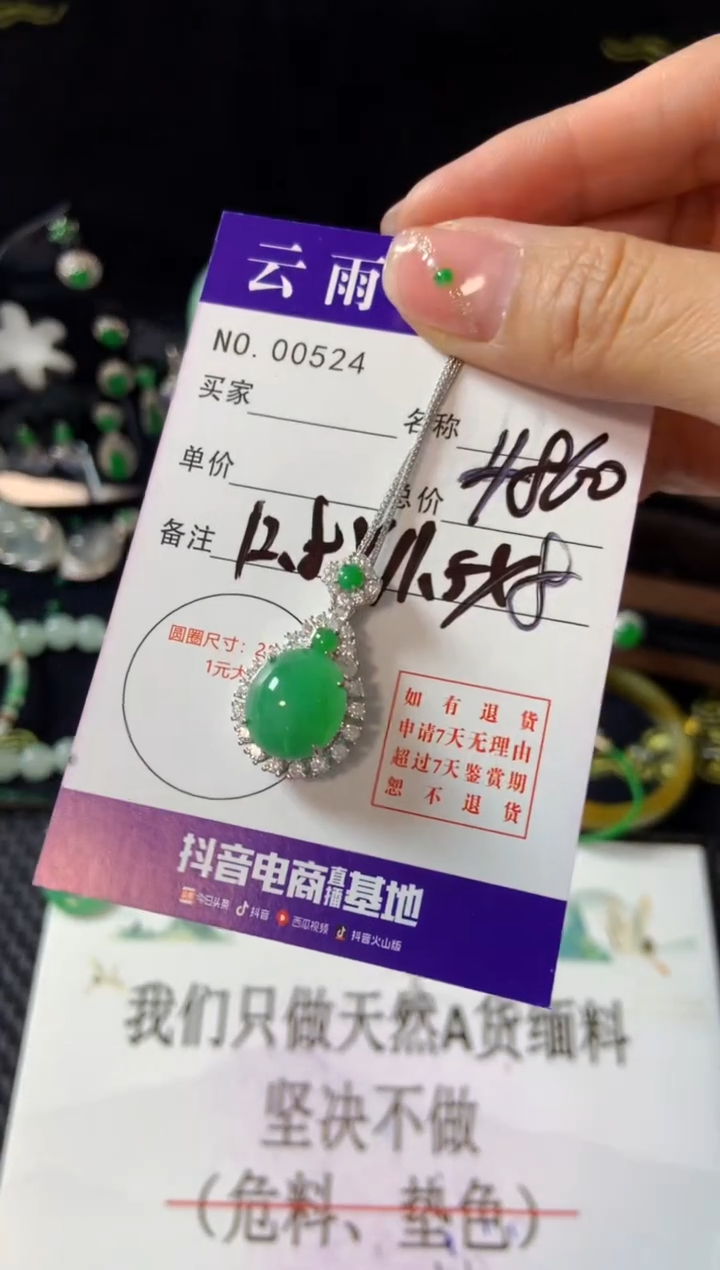 云雨
NO. 00524
买家
名称
单价
总价 4860
备注 12.8X11.5X8
圆圈尺寸：2
1元大
如有退货
申请7天无理由
超过7天鉴赏期
恕不退货
抖音电商直播基地
今日头条 抖音 西瓜视频 抖音火山版
我们只做天然A货缅料
坚决不做
（危料、垫色）